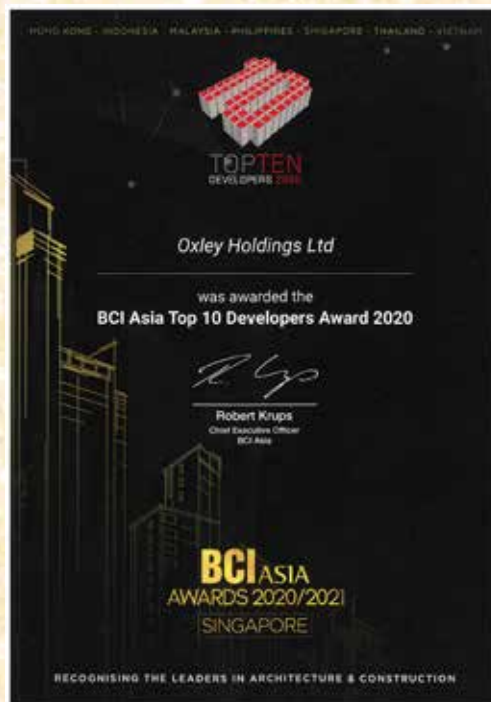 HONG KONG - INDONESIA - MALAYSIA - PHILIPPINES - SINGAPORE - THAILAND - VIETNAM
TOPTEN
DEVELOPERS 2020
Oxley Holdings Ltd
was awarded the
BCI Asia Top 10 Developers Award 2020
Robert Krups
Chief Executive Officer
BCI Asia
BCI ASIA
AWARDS 2020/2021
SINGAPORE
RECOGNISING THE LEADERS IN ARCHITECTURE & CONSTRUCTION